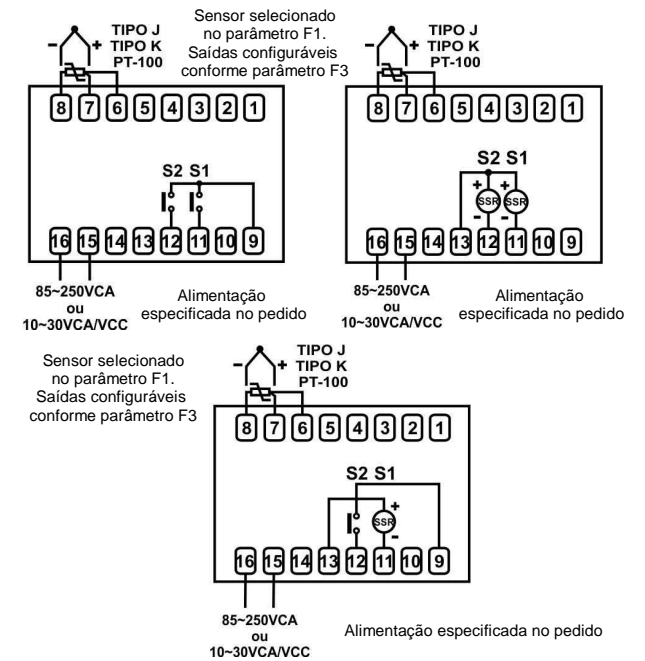 TIPO J
TIPO K
PT-100
- +
8 7 6 5 4 3 2 1
S2 S1
16 15 14 13 12 11 10 9
85~250VCA
ou
10~30VCA/VCC
Alimentação
especificada no pedido
Sensor selecionado
no parâmetro F1.
Saídas configuráveis
conforme parâmetro F3
TIPO J
TIPO K
PT-100
- +
8 7 6 5 4 3 2 1
S2 S1
+ +
SSR SSR
- -
16 15 14 13 12 11 10 9
85~250VCA
ou
10~30VCA/VCC
Alimentação
especificada no pedido
Sensor selecionado
no parâmetro F1.
Saídas configuráveis
conforme parâmetro F3
TIPO J
TIPO K
PT-100
- +
8 7 6 5 4 3 2 1
S2 S1
+
SSR
-
16 15 14 13 12 11 10 9
85~250VCA
ou
10~30VCA/VCC
Alimentação especificada no pedido